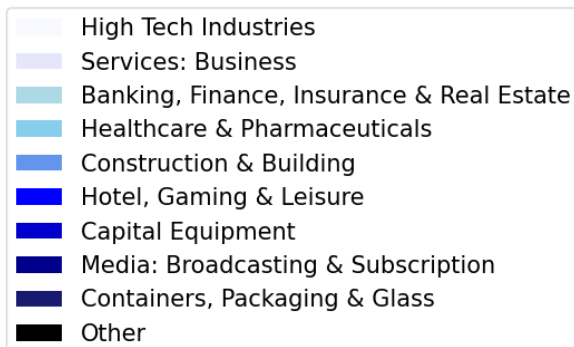 High Tech Industries
Services: Business
Banking, Finance, Insurance & Real Estate
Healthcare & Pharmaceuticals
Construction & Building
Hotel, Gaming & Leisure
Capital Equipment
Media: Broadcasting & Subscription
Containers, Packaging & Glass
Other